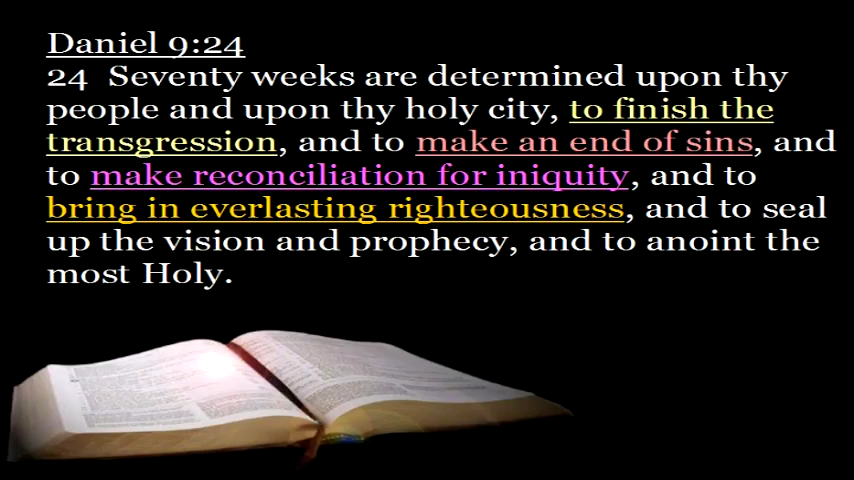 Daniel 9:24
24 Seventy weeks are determined upon thy
people and upon thy holy city, to finish the
transgression, and to make an end of sins, and
to make reconciliation for iniquity, and to
bring in everlasting righteousness, and to seal
up the vision and prophecy, and to anoint the
most Holy.